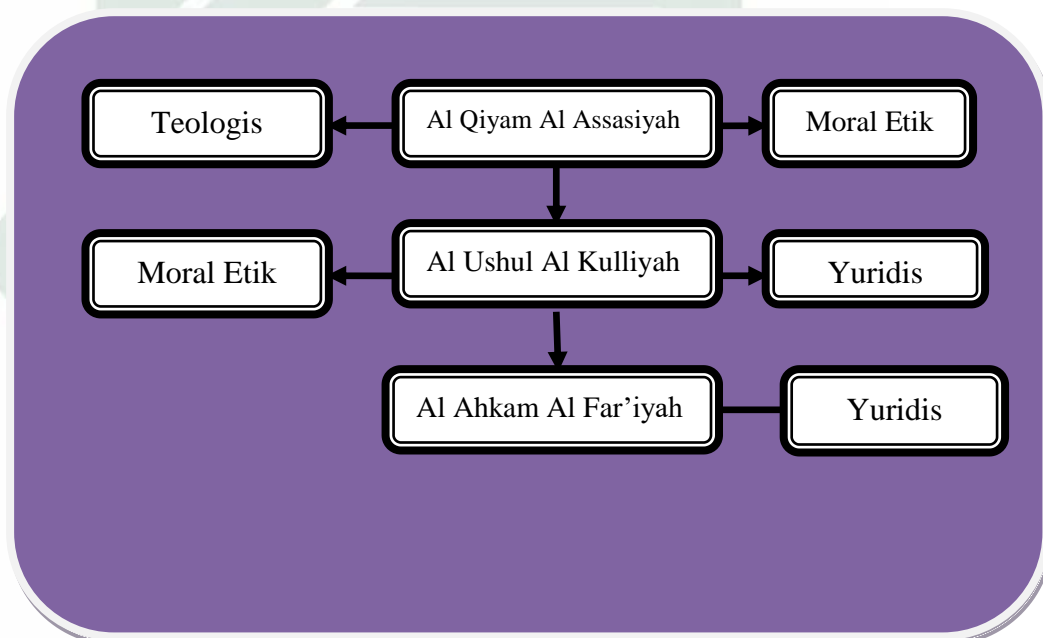 Teologis
Al Qiyam Al Assasiyah
Moral Etik
Moral Etik
Al Ushul Al Kulliyah
Yuridis
Al Ahkam Al Far’iyah
Yuridis